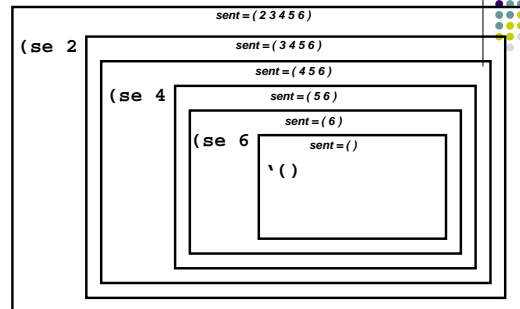 sent = ( 2 3 4 5 6 )
(se 2
sent = ( 3 4 5 6 )
sent = ( 4 5 6 )
(se 4
sent = ( 5 6 )
sent = ( 6 )
(se 6
sent = ( )
‘()